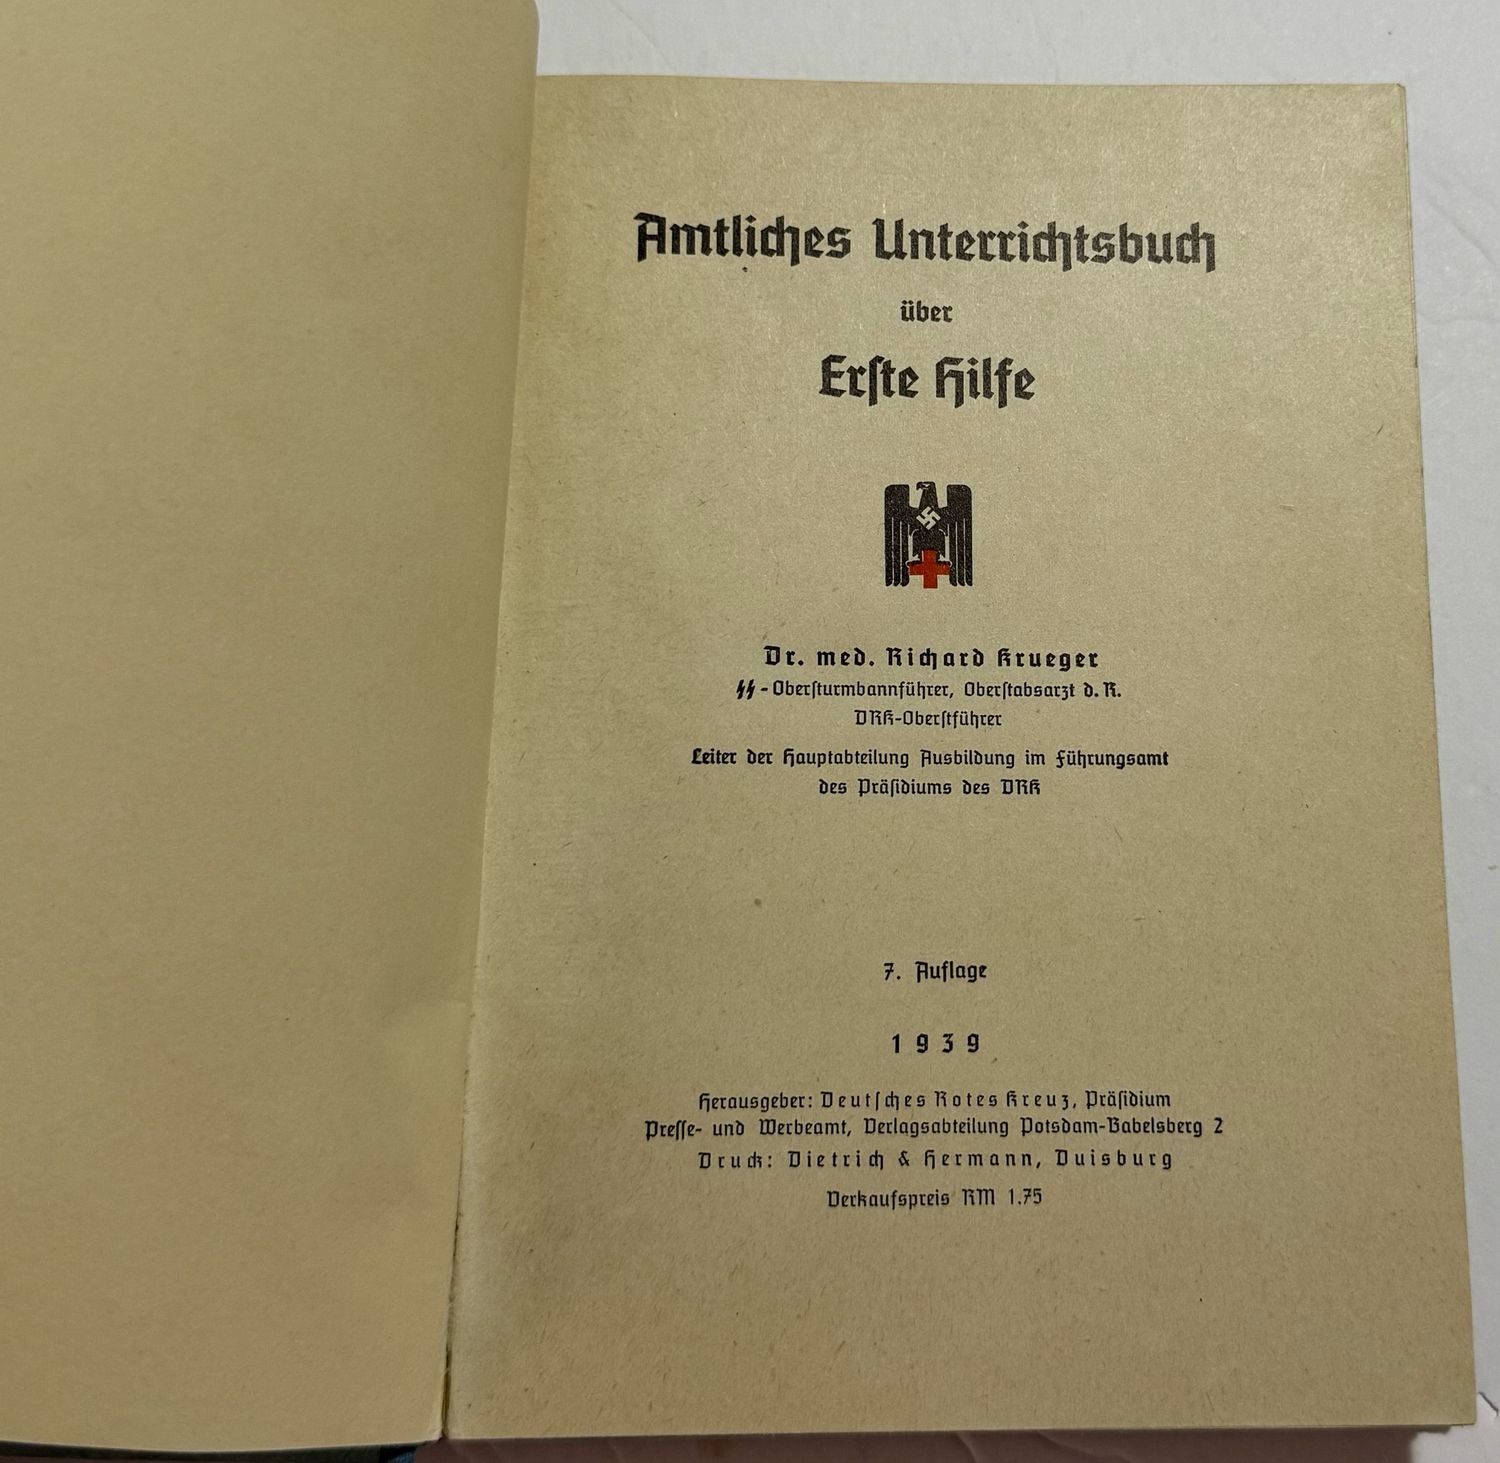 Amtliches Unterrichtsbuch
über
Erſte Hilfe
Dr. med. Richard Krueger
SS-Oberſturmbannführer, Oberſtabsarzt d. R.
DRK-Oberſtführer
Leiter der Hauptabteilung Ausbildung im Führungsamt
des Präſidiums des DRK
7. Auflage
1939
Herausgeber: Deutſches Rotes Kreuz, Präſidium
Preſſe- und Werbeamt, Verlagsabteilung Potsdam-Babelsberg 2
Druck: Dietrich & Hermann, Duisburg
Verkaufspreis RM 1.75